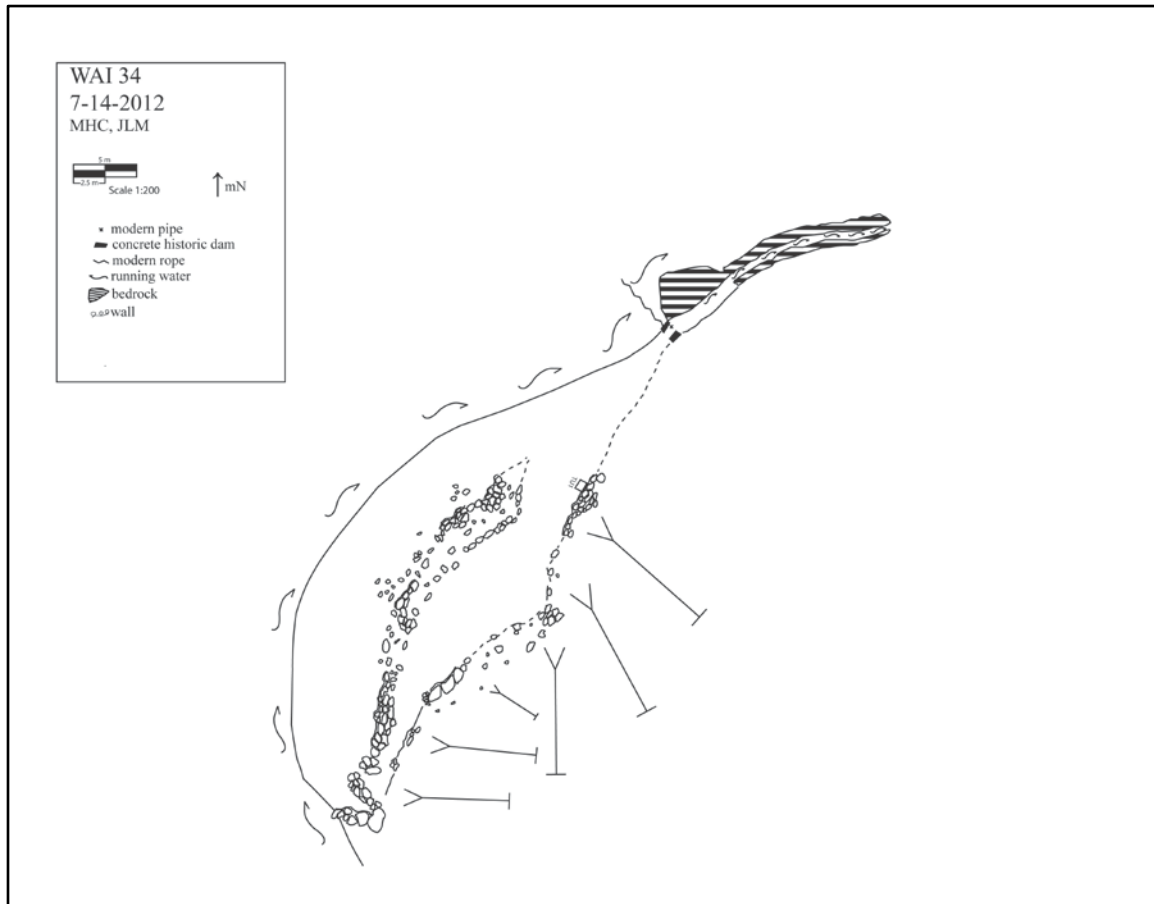 WAI 34
7-14-2012
MHC, JLM
5 m
2.5 m
Scale 1:200
mN
modern pipe
concrete historic dam
modern rope
running water
bedrock
wall